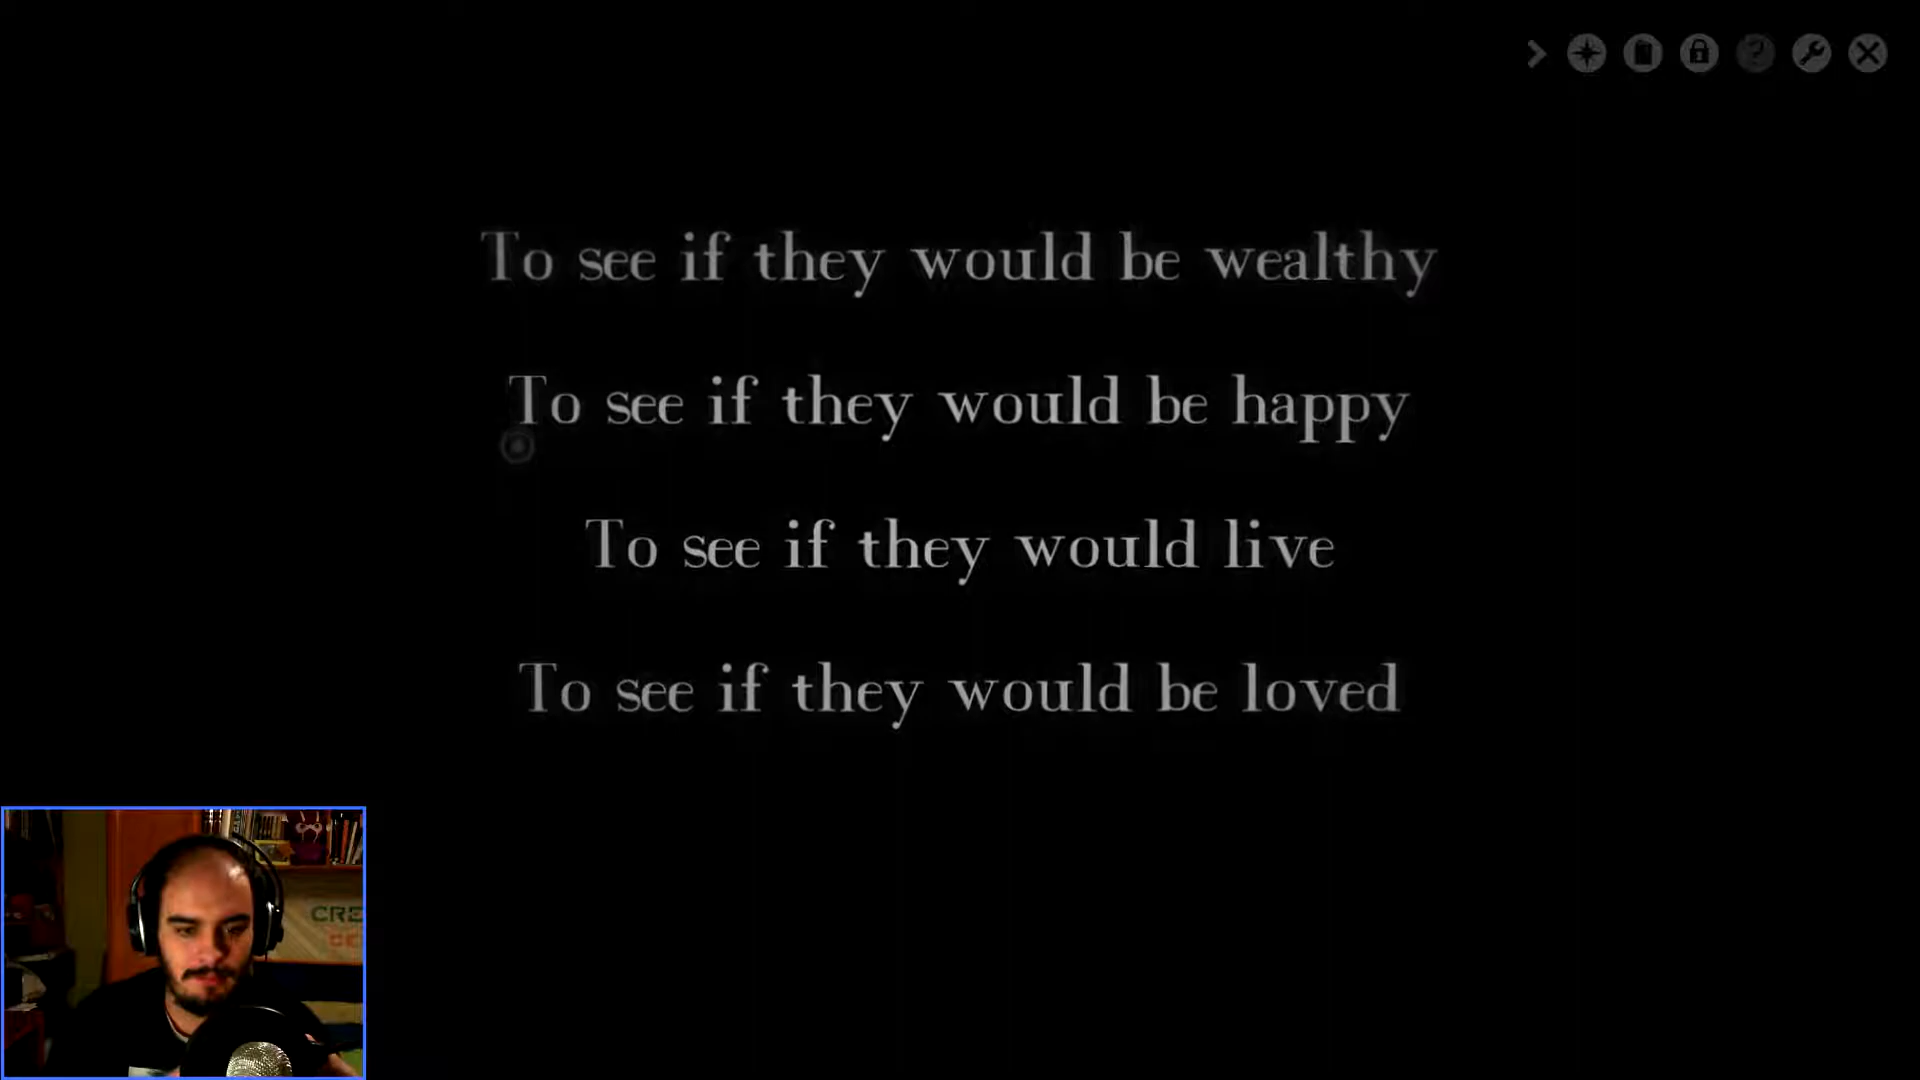 To see if they would be wealthy
To see if they would be happy
To see if they would live
To see if they would be loved
CRE